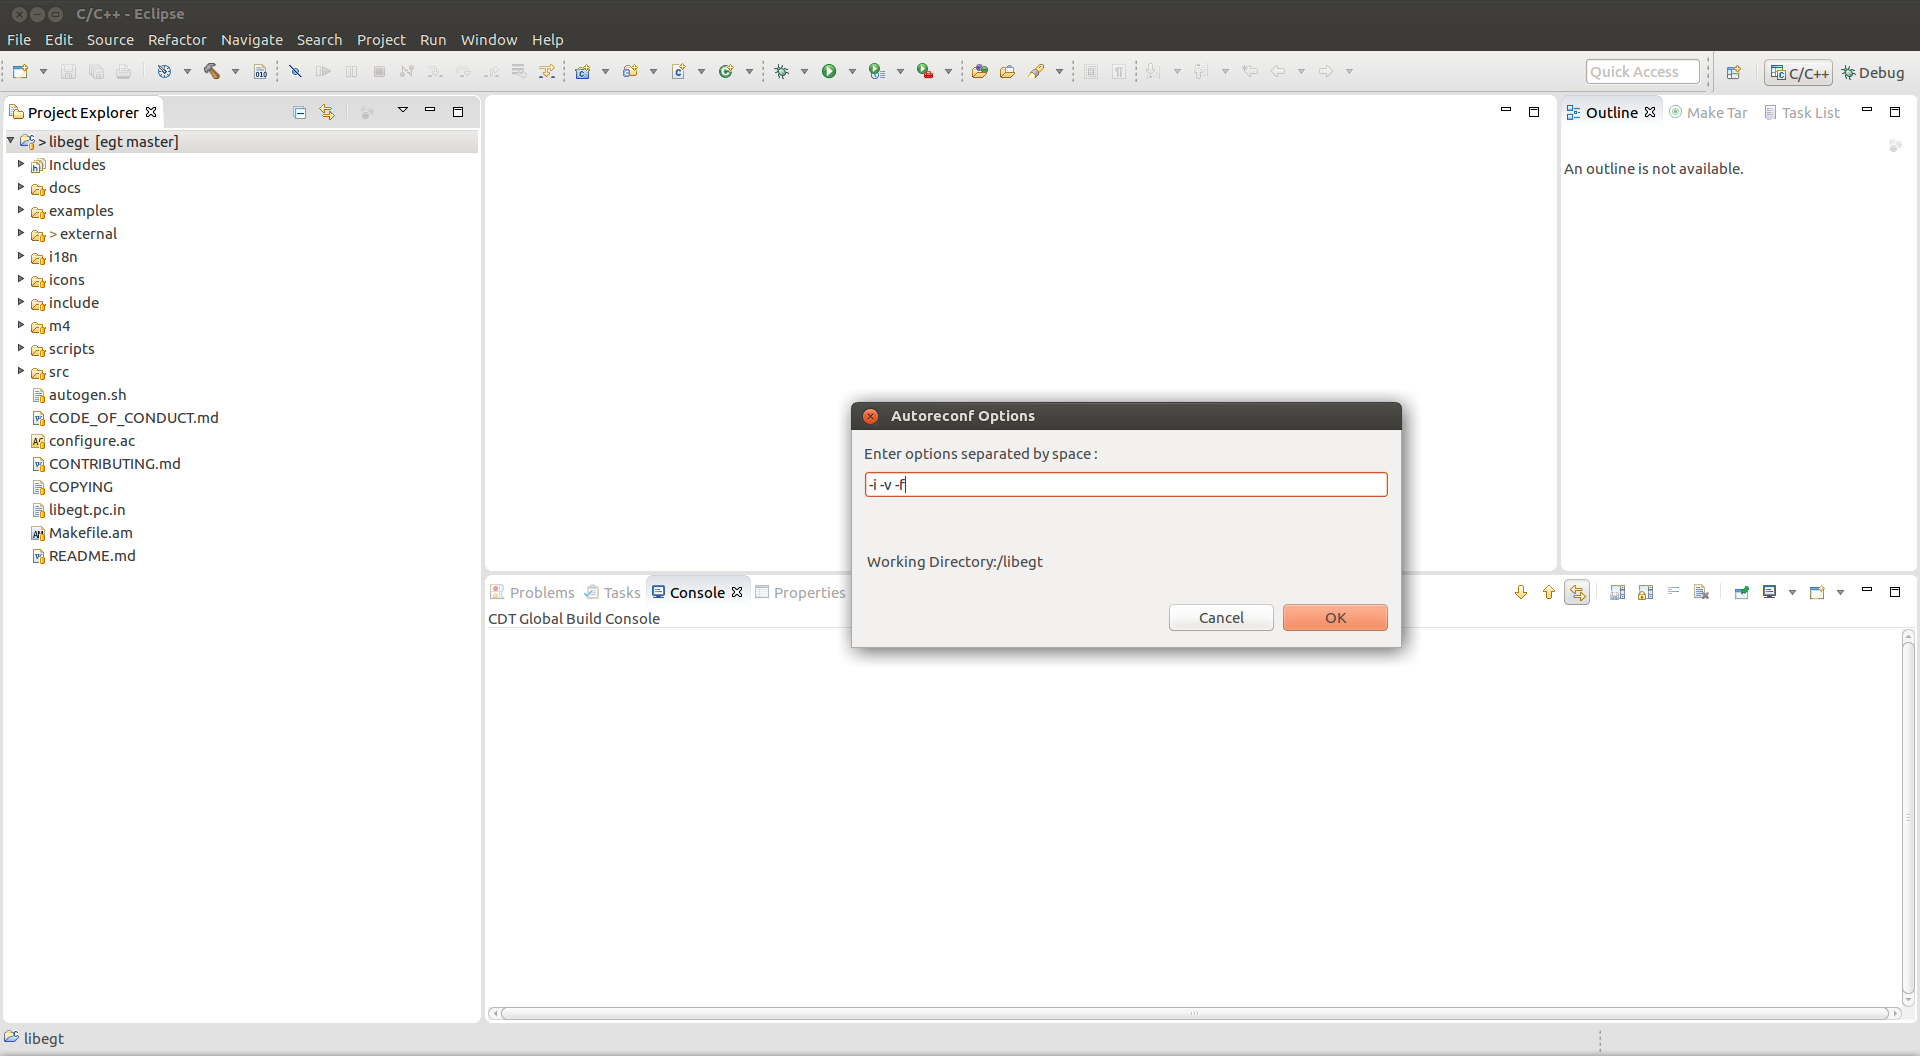 C/C++ - Eclipse
File Edit Source Refactor Navigate Search Project Run Window Help
Quick Access
C/C++
Debug
Project Explorer
> libegt [egt master]
Includes
docs
examples
> external
i18n
icons
include
m4
scripts
src
autogen.sh
CODE_OF_CONDUCT.md
configure.ac
CONTRIBUTING.md
COPYING
libegt.pc.in
Makefile.am
README.md
Outline
Make Tar
Task List
An outline is not available.
Autoreconf Options
Enter options separated by space :
-i -v -f
Working Directory:/libegt
Cancel
OK
Problems
Tasks
Console
Properties
CDT Global Build Console
libegt